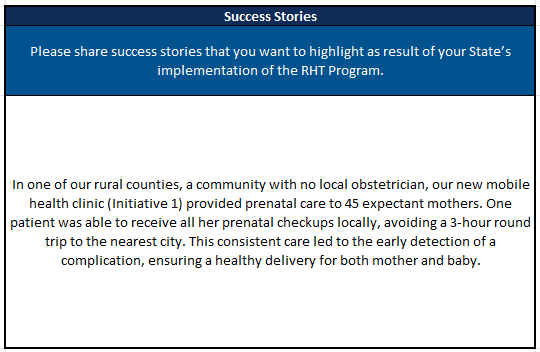 Success Stories
Please share success stories that you want to highlight as result of your State's
implementation of the RHT Program.
In one of our rural counties, a community with no local obstetrician, our new mobile
health clinic (Initiative 1) provided prenatal care to 45 expectant mothers. One
patient was able to receive all her prenatal checkups locally, avoiding a 3-hour round
trip to the nearest city. This consistent care led to the early detection of a
complication, ensuring a healthy delivery for both mother and baby.